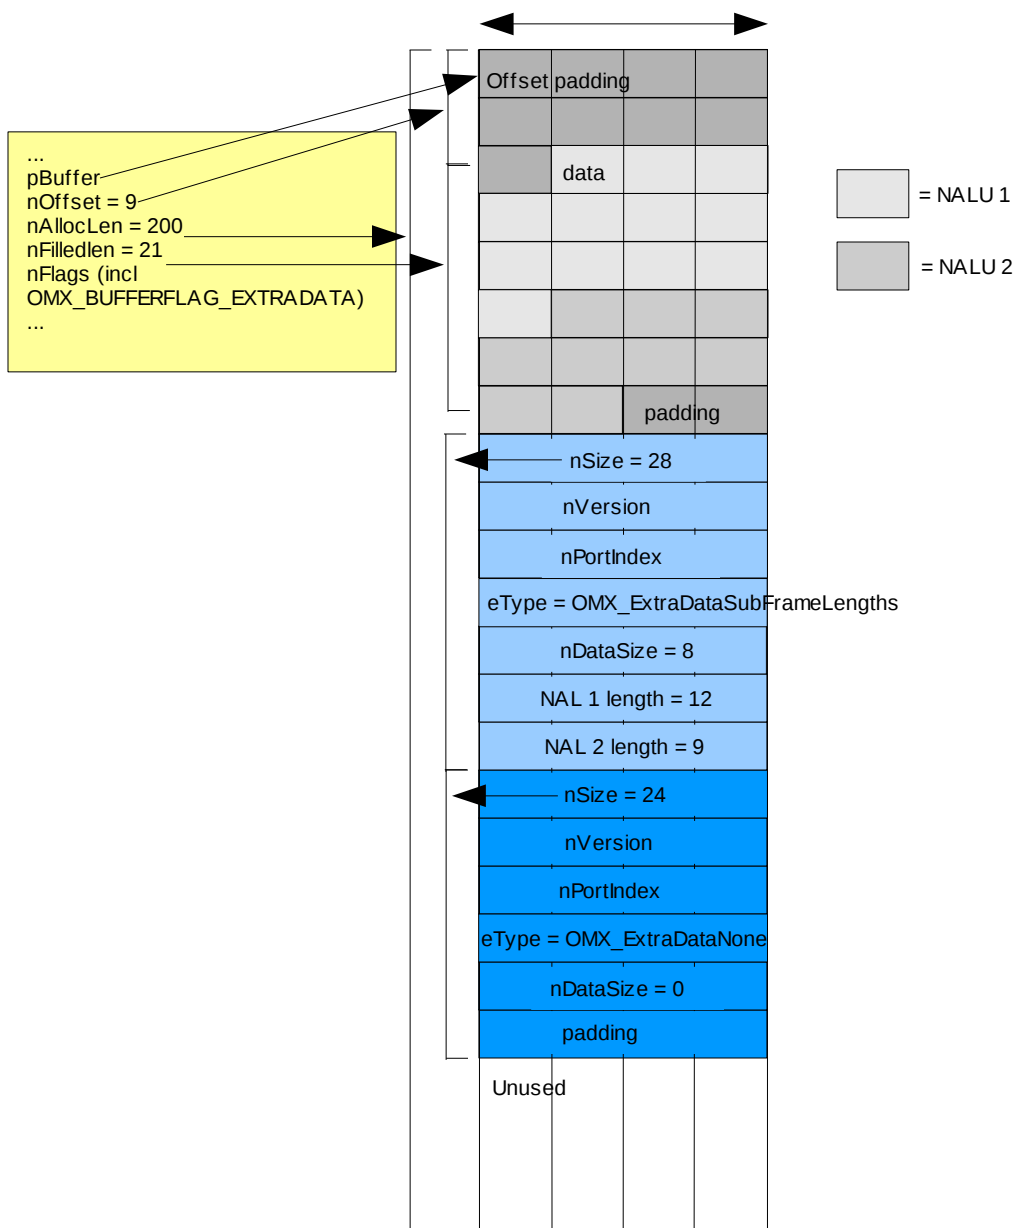 Offset padding
...
pBuffer
nOffset = 9
nAllocLen = 200
nFilledlen = 21
nFlags (incl
OMX_BUFFERFLAG_EXTRADATA)
...
data
= NALU 1
= NALU 2
padding
nSize = 28
nVersion
nPortIndex
eType = OMX_ExtraDataSubFrameLengths
nDataSize = 8
NAL 1 length = 12
NAL 2 length = 9
nSize = 24
nVersion
nPortIndex
eType = OMX_ExtraDataNone
nDataSize = 0
padding
Unused